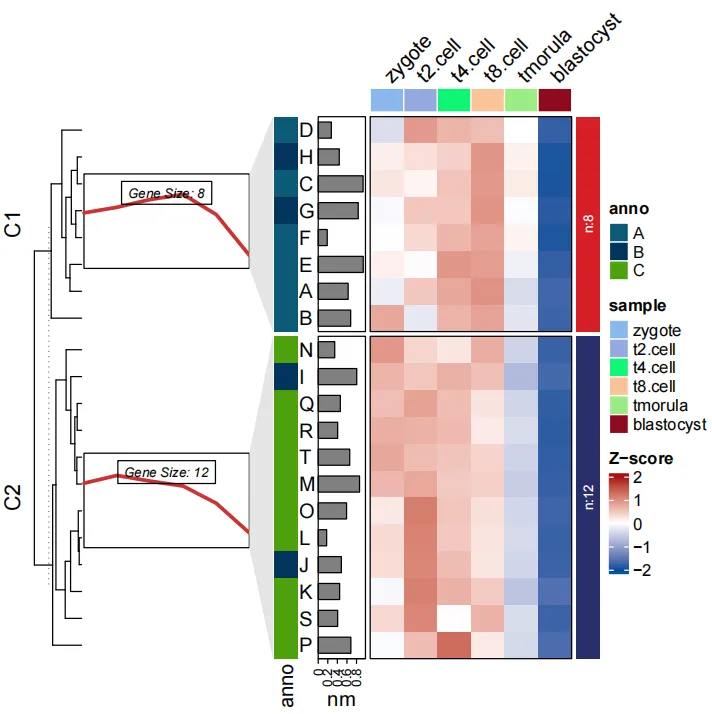 zygote
t2.cell
t4.cell
t8.cell
tmorula
blastocyst
C1
Gene Size: 8
D
H
C
G
F
E
A
B
n:8
C2
Gene Size: 12
N
I
Q
R
T
M
O
L
J
K
S
P
n:12
anno
0
0.2
0.4
0.6
0.8
nm
anno
A
B
C
sample
zygote
t2.cell
t4.cell
t8.cell
tmorula
blastocyst
Z−score
2
1
0
−1
−2